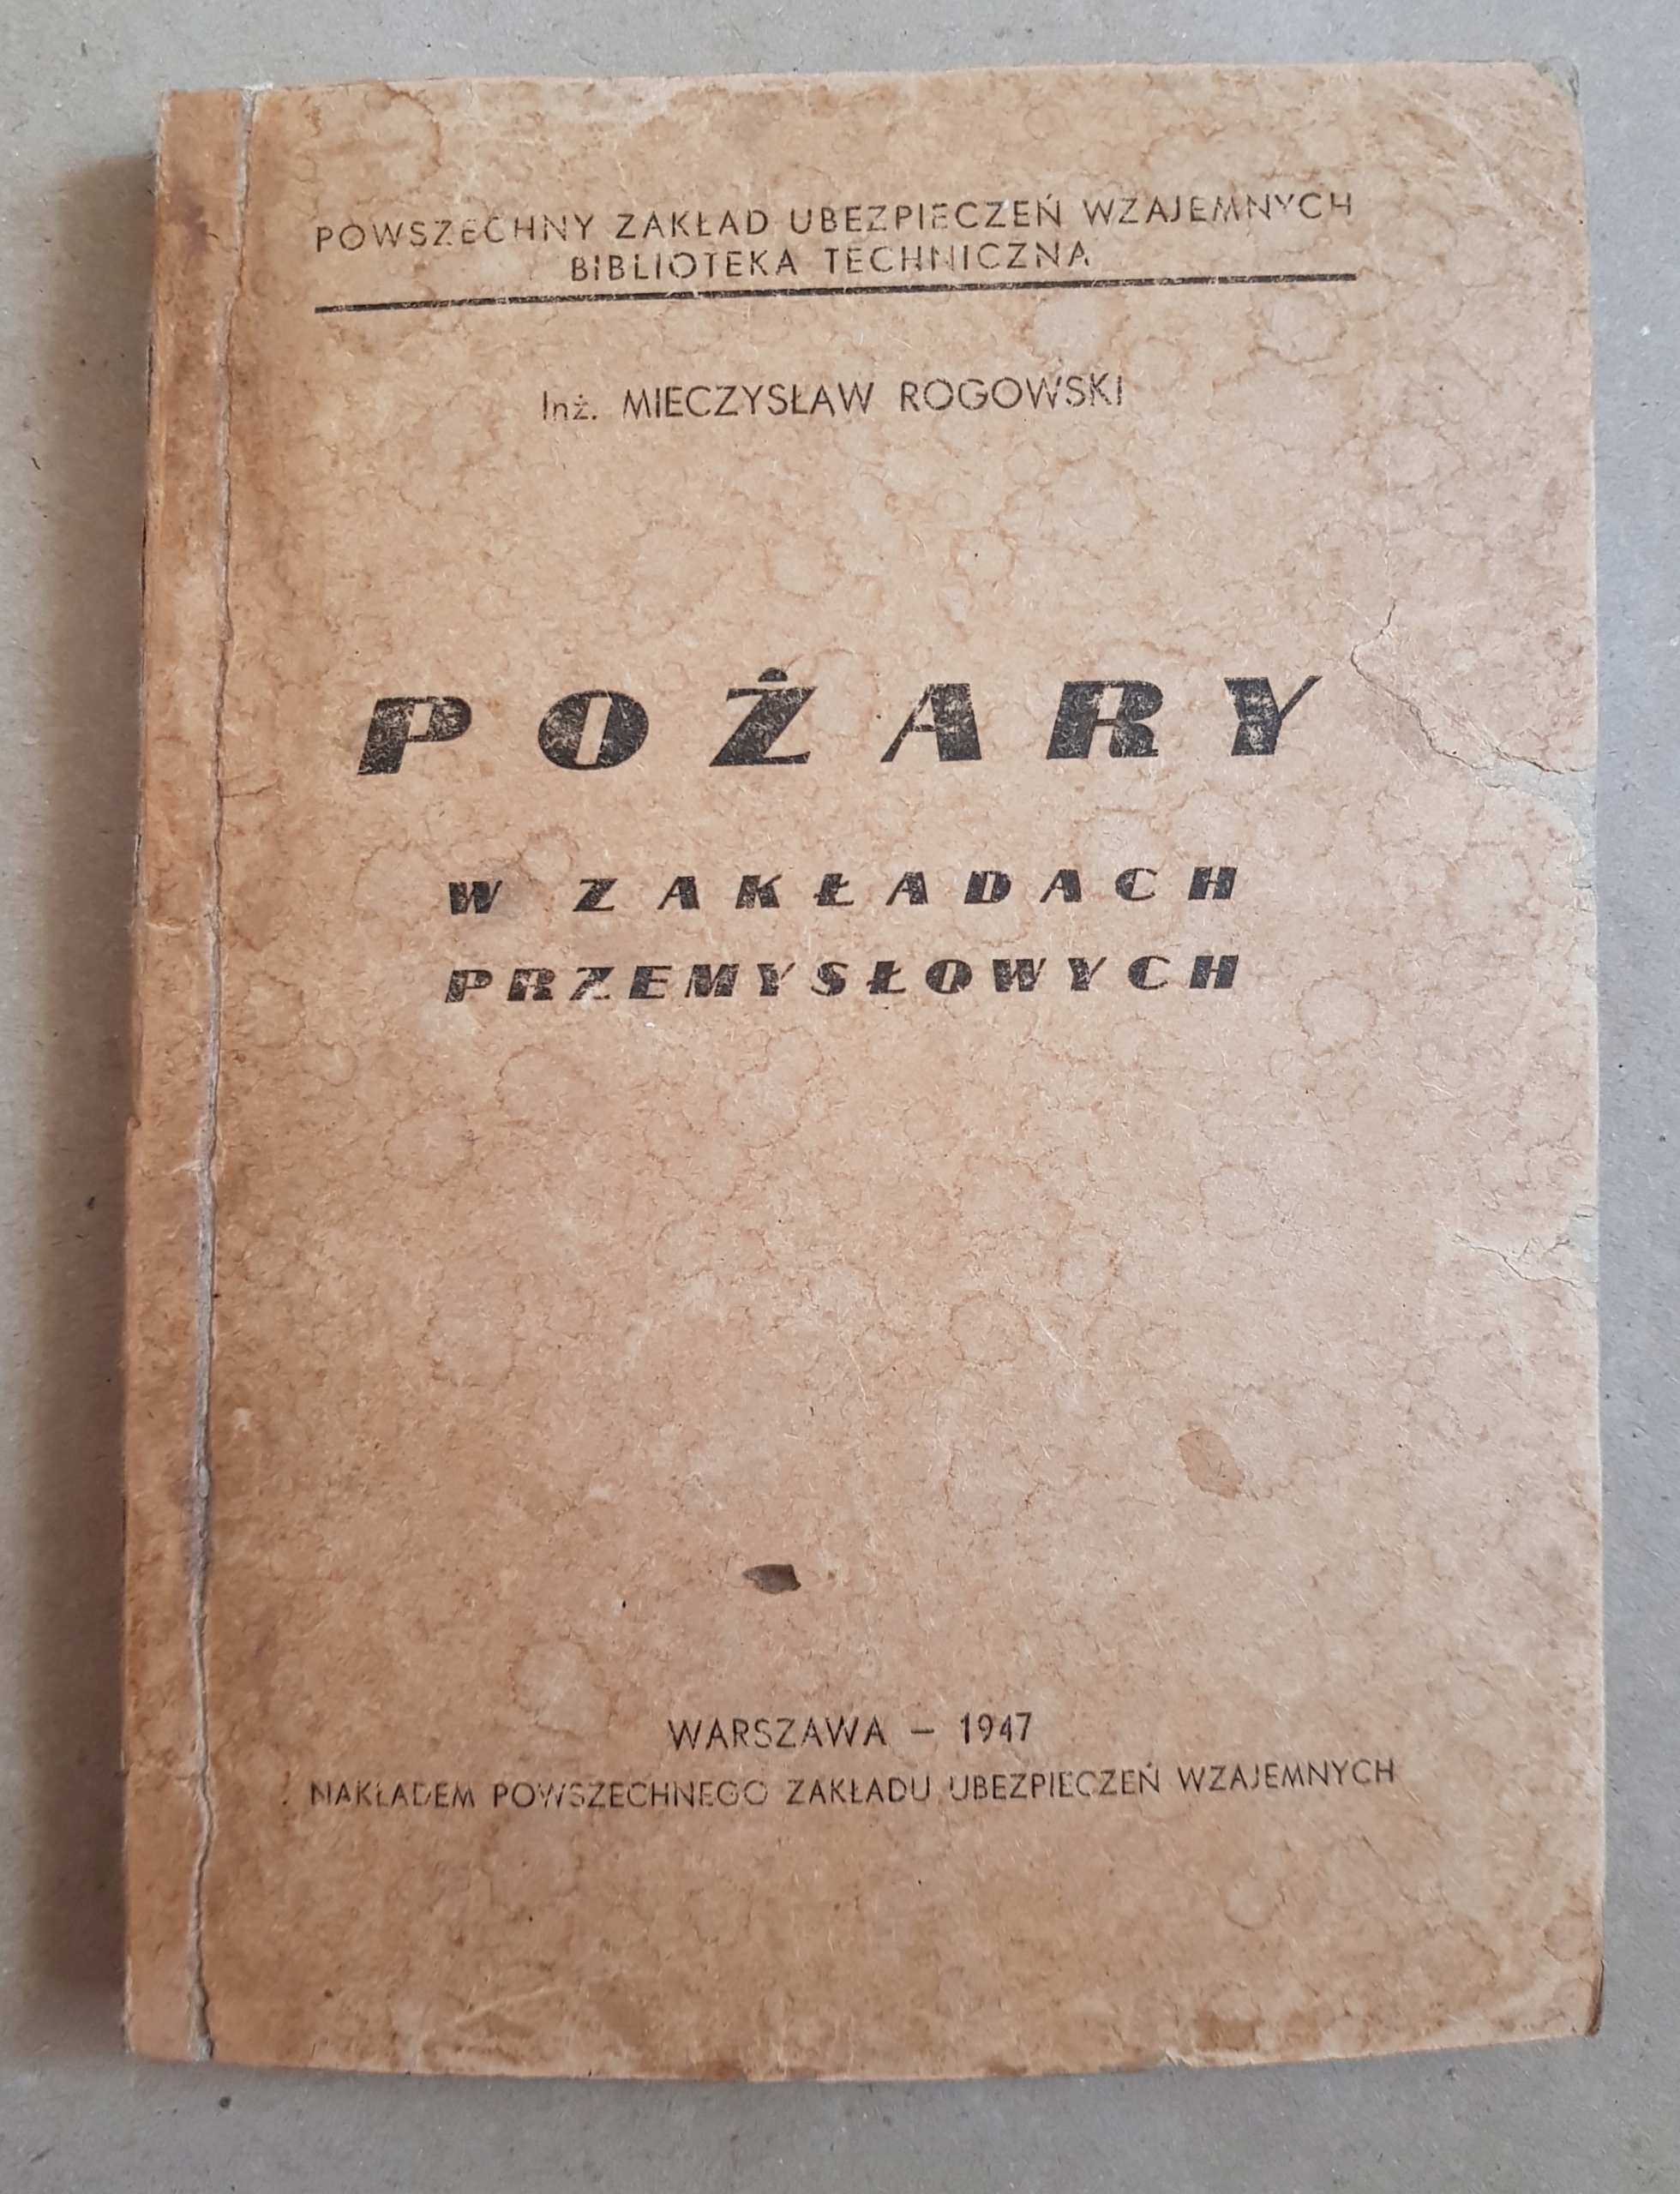 POWSZECHNY ZAKŁAD UBEZPIECZEŃ WZAJEMNYCH
BIBLIOTEKA TECHNICZNA
Inż. MIECZYSŁAW ROGOWSKI
POŻARY
W ZAKŁADACH
PRZEMYSŁOWYCH
WARSZAWA — 1947
NAKŁADEM POWSZECHNEGO ZAKŁADU UBEZPIECZEŃ WZAJEMNYCH